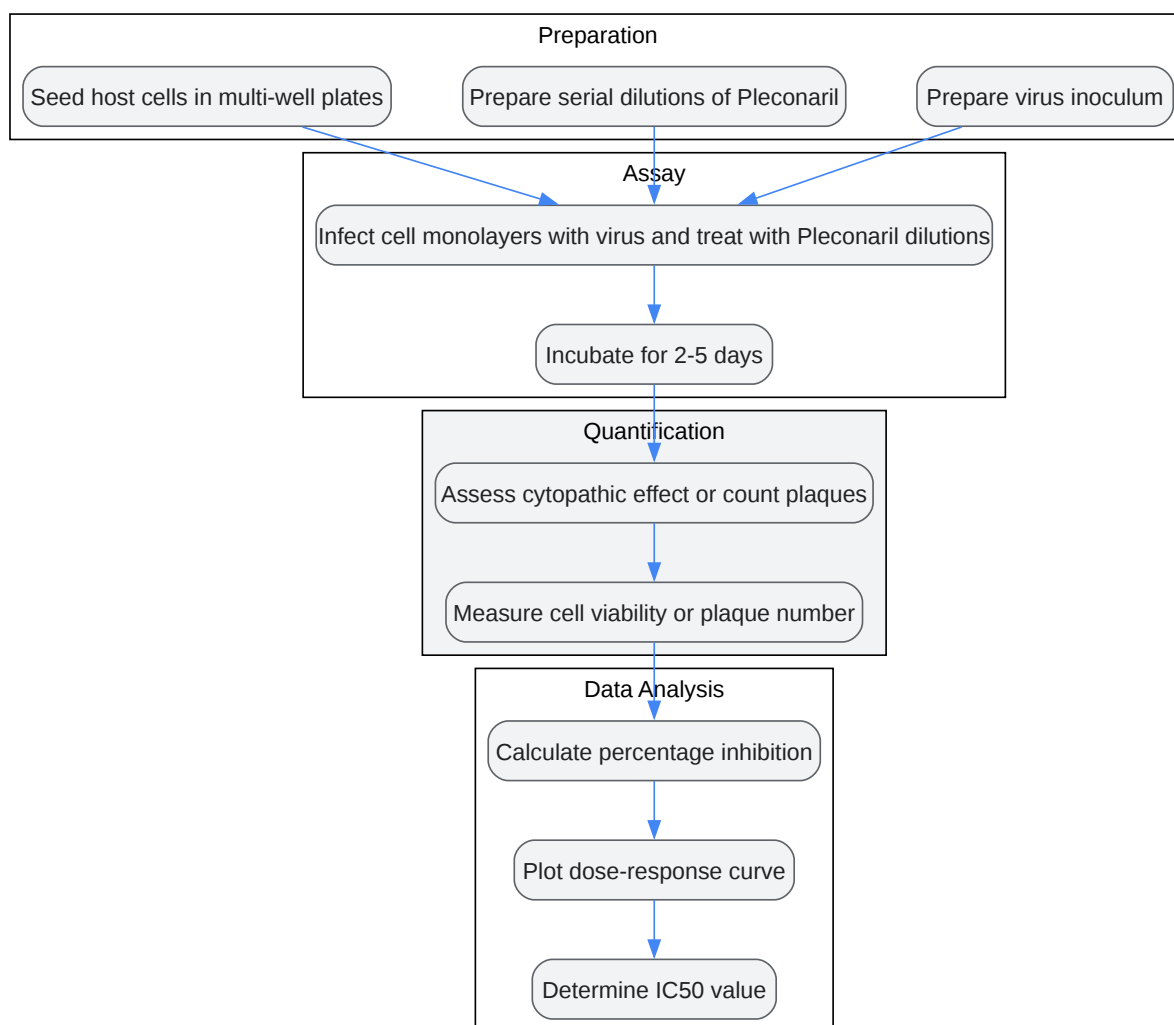 Preparation
Seed host cells in multi-well plates
Prepare serial dilutions of Pleconaril
Prepare virus inoculum
Assay
Infect cell monolayers with virus and treat with Pleconaril dilutions
Incubate for 2-5 days
Quantification
Assess cytopathic effect or count plaques
Measure cell viability or plaque number
Data Analysis
Calculate percentage inhibition
Plot dose-response curve
Determine IC50 value